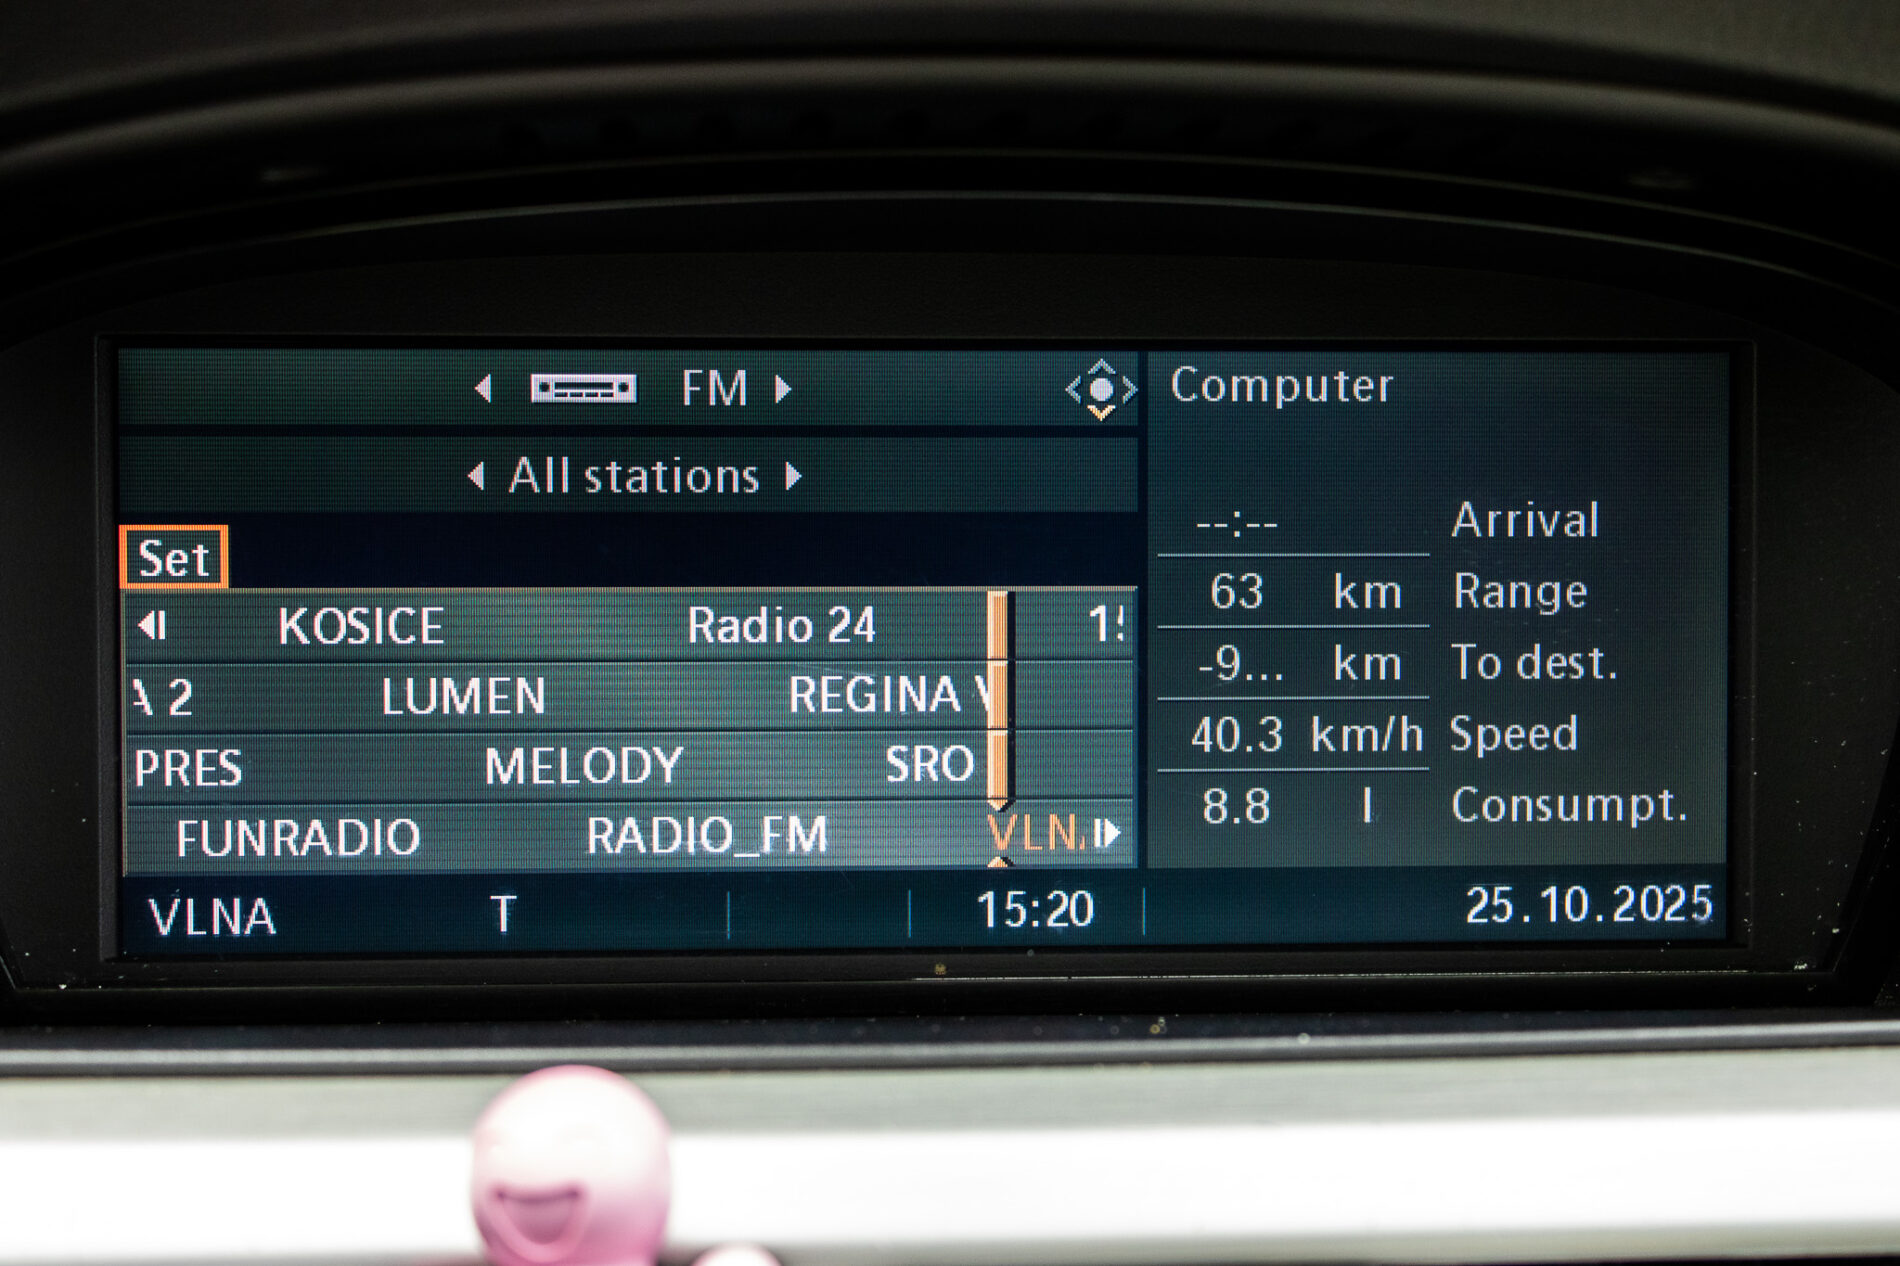 FM
All stations
Set
KOSICE Radio 24
2 LUMEN REGINA
PRES MELODY SRO
FUNRADIO RADIO_FM VLN
VLNA T 15:20 25.10.2025
Computer
--:-- Arrival
63 km Range
-9... km To dest.
40.3 km/h Speed
8.8 l Consumpt.